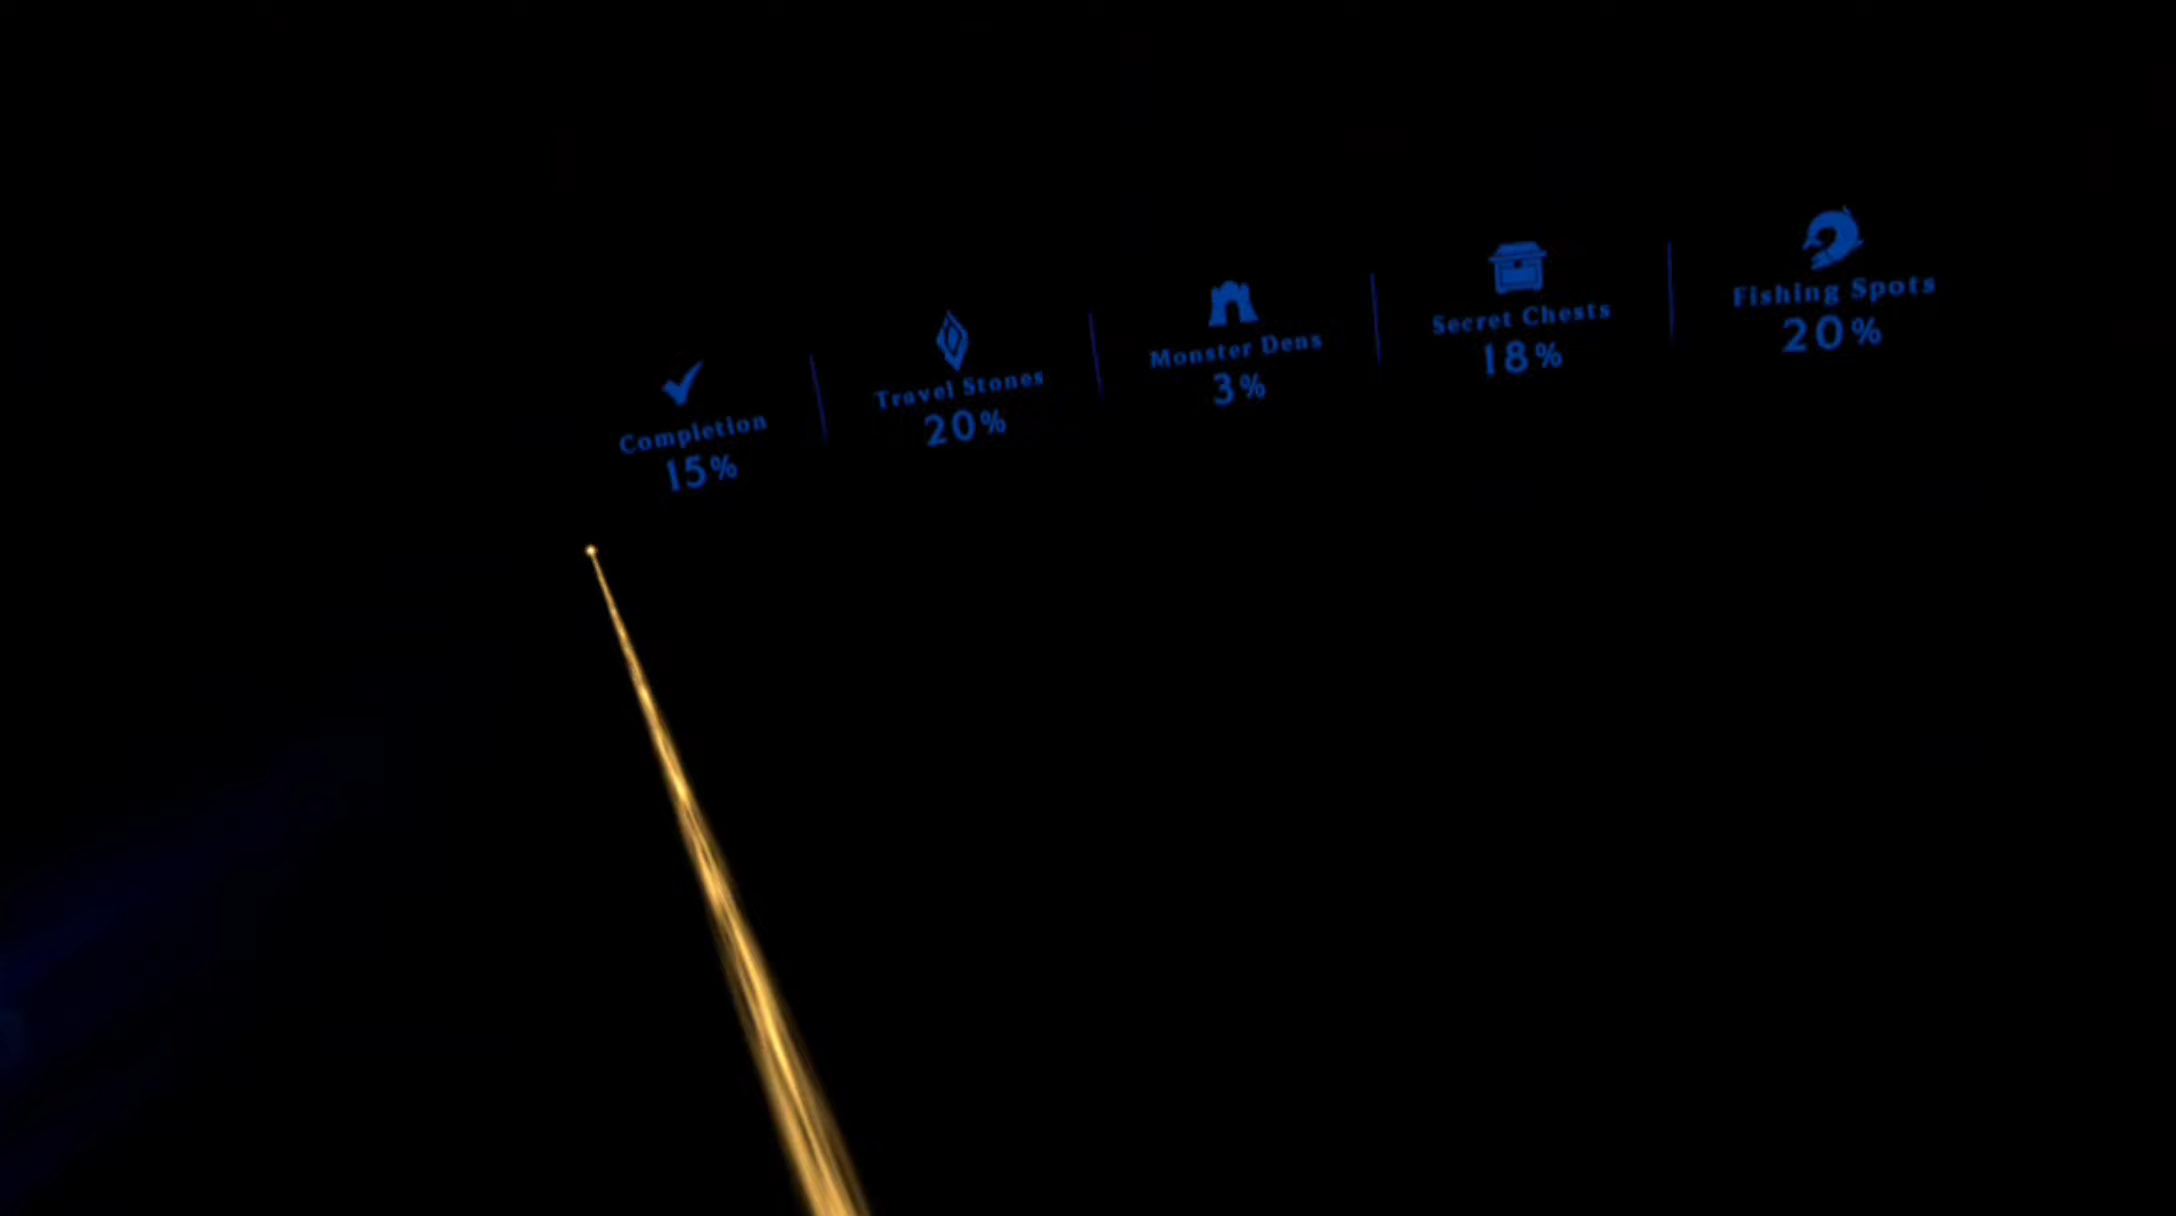 Completion
15%
Travel Stones
20%
Monster Dens
3%
Secret Chests
18%
Fishing Spots
20%